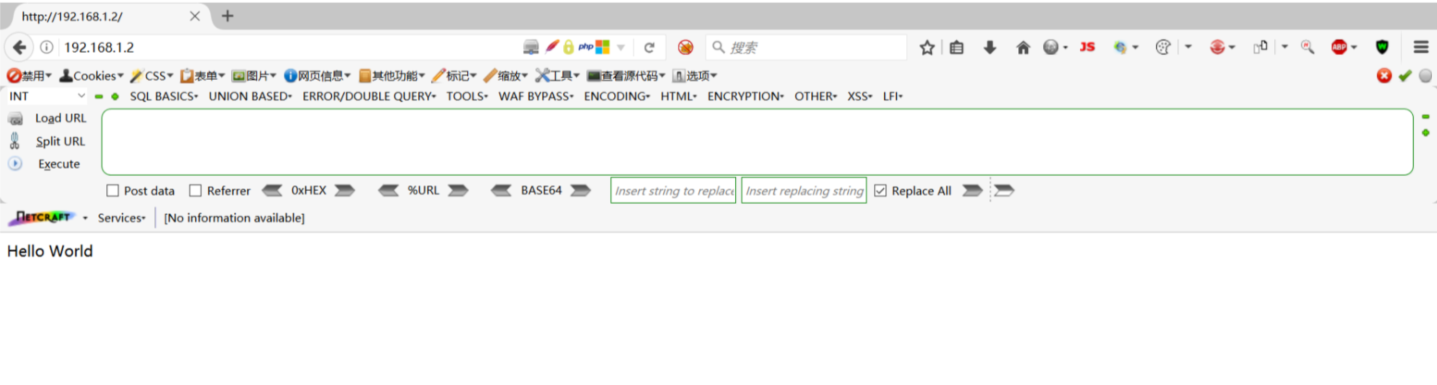 http://192.168.1.2/
192.168.1.2 php 搜索 JS ABP
禁用 Cookies CSS 表单 图片 网页信息 其他功能 标记 缩放 工具 查看源代码 选项
INT SQL BASICS UNION BASED ERROR/DOUBLE QUERY TOOLS WAF BYPASS ENCODING HTML ENCRYPTION OTHER XSS LFI
Load URL
Split URL
Execute
Post data Referrer 0xHEX %URL BASE64 Insert string to replace Insert replacing string Replace All
NETCRAFT Services [No information available]
Hello World